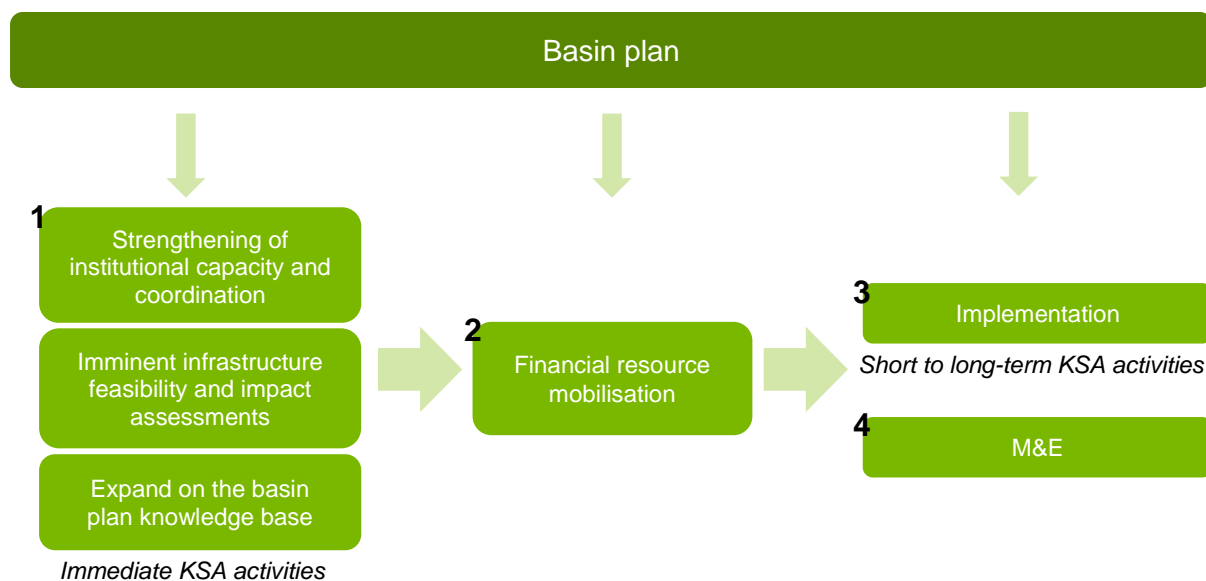 Basin plan
1
Strengthening of
institutional capacity and
coordination
Imminent infrastructure
feasibility and impact
assessments
Expand on the basin
plan knowledge base
Immediate KSA activities
2
Financial resource
mobilisation
3
Implementation
Short to long-term KSA activities
4
M&E